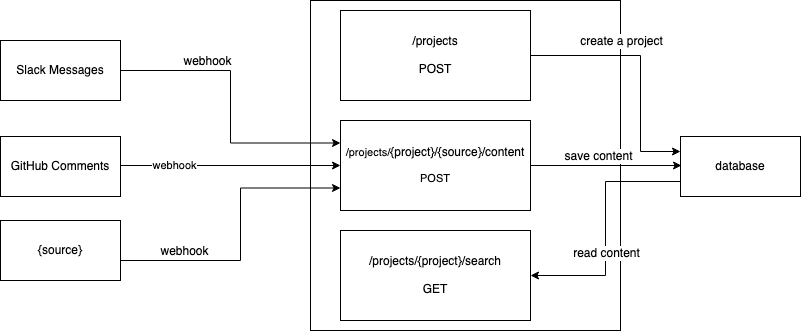 /projects
POST
create a project
Slack Messages
webhook
/projects/{project}/{source}/content
POST
save content
GitHub Comments
webhook
database
{source}
webhook
/projects/{project}/search
GET
read content